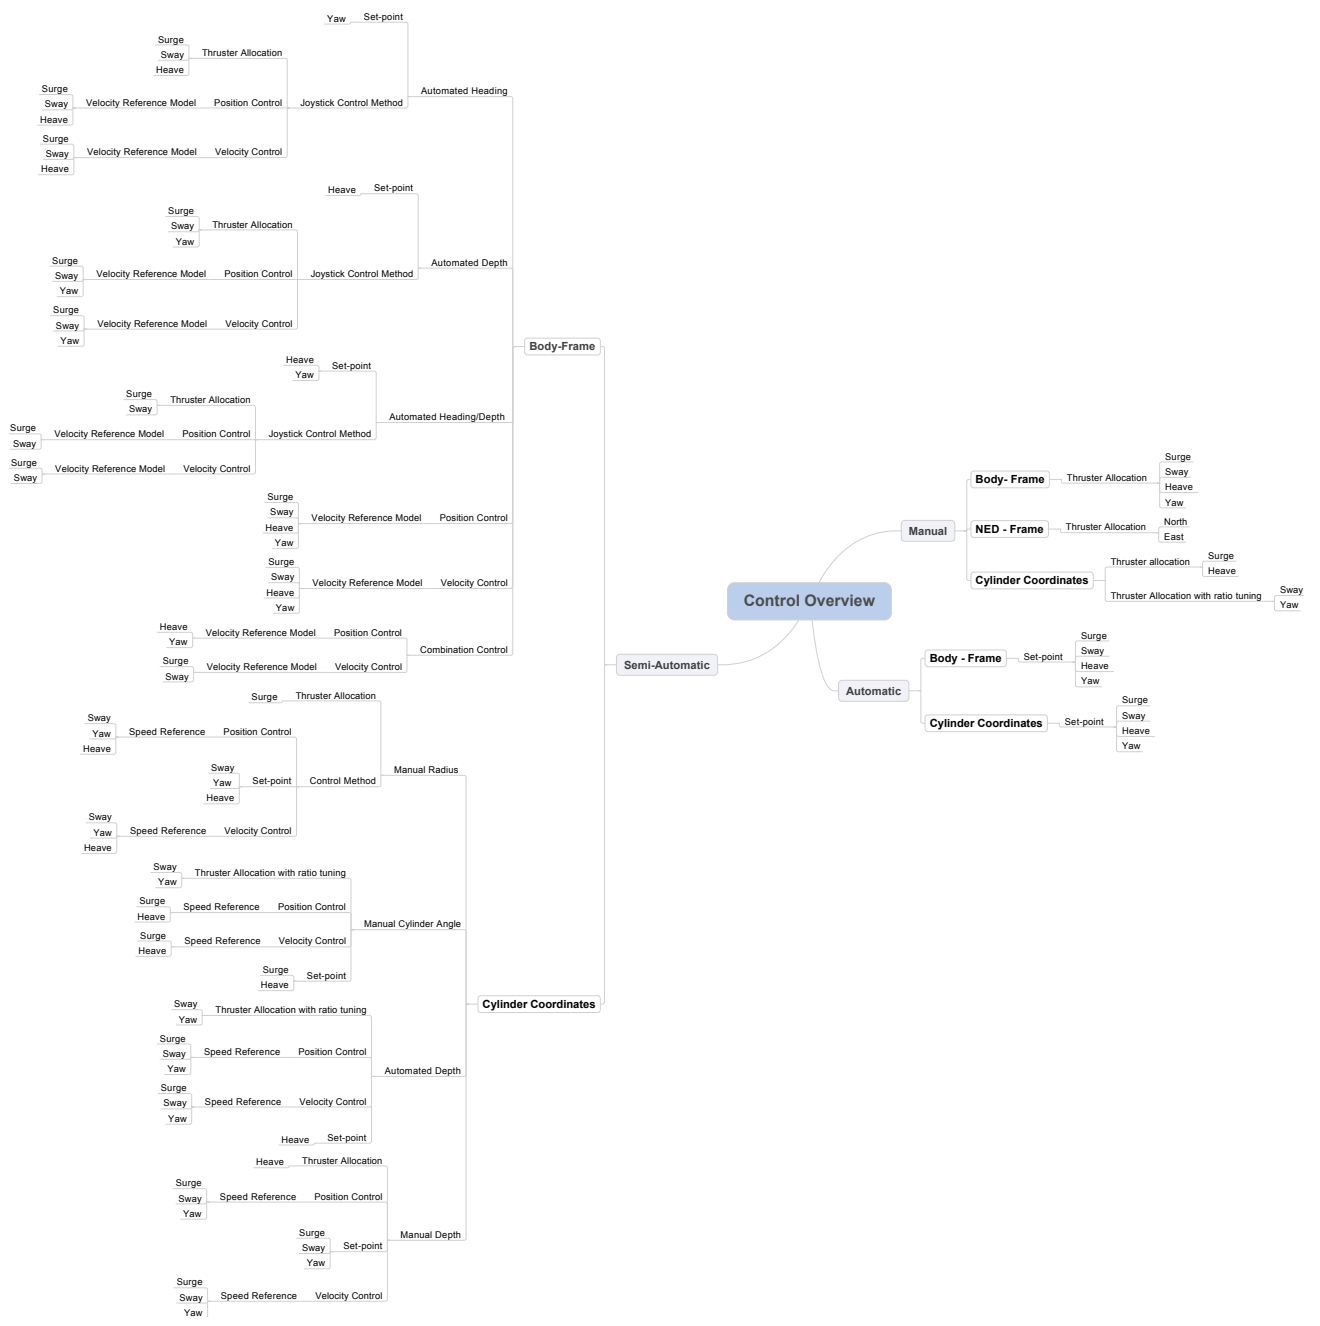 Control Overview
Manual
Body- Frame
Thruster Allocation
Surge
Sway
Heave
Yaw
NED - Frame
Thruster Allocation
North
East
Cylinder Coordinates
Thruster allocation
Surge
Heave
Thruster Allocation with ratio tuning
Sway
Yaw
Automatic
Body - Frame
Set-point
Surge
Sway
Heave
Yaw
Cylinder Coordinates
Set-point
Surge
Sway
Heave
Yaw
Semi-Automatic
Body-Frame
Automated Heading
Set-point
Yaw
Joystick Control Method
Thruster Allocation
Surge
Sway
Heave
Position Control
Velocity Reference Model
Surge
Sway
Heave
Velocity Control
Velocity Reference Model
Surge
Sway
Heave
Automated Depth
Set-point
Heave
Joystick Control Method
Thruster Allocation
Surge
Sway
Yaw
Position Control
Velocity Reference Model
Surge
Sway
Yaw
Velocity Control
Velocity Reference Model
Surge
Sway
Yaw
Automated Heading/Depth
Set-point
Heave
Yaw
Joystick Control Method
Thruster Allocation
Surge
Sway
Position Control
Velocity Reference Model
Surge
Sway
Velocity Control
Velocity Reference Model
Surge
Sway
Position Control
Velocity Reference Model
Surge
Sway
Heave
Yaw
Velocity Control
Velocity Reference Model
Surge
Sway
Heave
Yaw
Combination Control
Position Control
Velocity Reference Model
Heave
Yaw
Velocity Control
Velocity Reference Model
Surge
Sway
Cylinder Coordinates
Manual Radius
Thruster Allocation
Surge
Control Method
Position Control
Speed Reference
Sway
Yaw
Heave
Set-point
Sway
Yaw
Heave
Velocity Control
Speed Reference
Sway
Yaw
Heave
Manual Cylinder Angle
Thruster Allocation with ratio tuning
Sway
Yaw
Position Control
Speed Reference
Surge
Heave
Velocity Control
Speed Reference
Surge
Heave
Set-point
Surge
Heave
Automated Depth
Thruster Allocation with ratio tuning
Sway
Yaw
Position Control
Speed Reference
Surge
Sway
Yaw
Velocity Control
Speed Reference
Surge
Sway
Yaw
Set-point
Heave
Manual Depth
Thruster Allocation
Heave
Position Control
Speed Reference
Surge
Sway
Yaw
Set-point
Surge
Sway
Yaw
Velocity Control
Speed Reference
Surge
Sway
Yaw